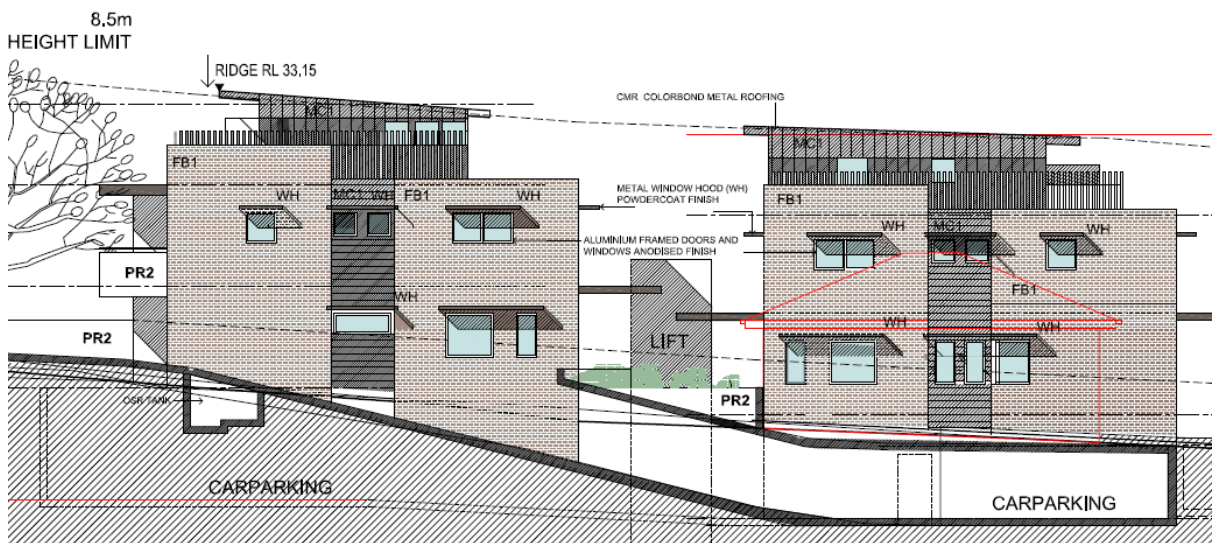 8.5m
HEIGHT LIMIT
RIDGE RL 33,15
MC1
FB1
WH
MC1
WH
FB1
WH
WH
PR2
PR2
OSR TANK
CARPARKING
CMR COLORBOND METAL ROOFING
METAL WINDOW HOOD (WH)
POWDERCOAT FINISH
ALUMINIUM FRAMED DOORS AND
WINDOWS ANODISED FINISH
LIFT
PR2
MC1
FB1
WH
MC1
WH
FB1
WH
WH
CARPARKING